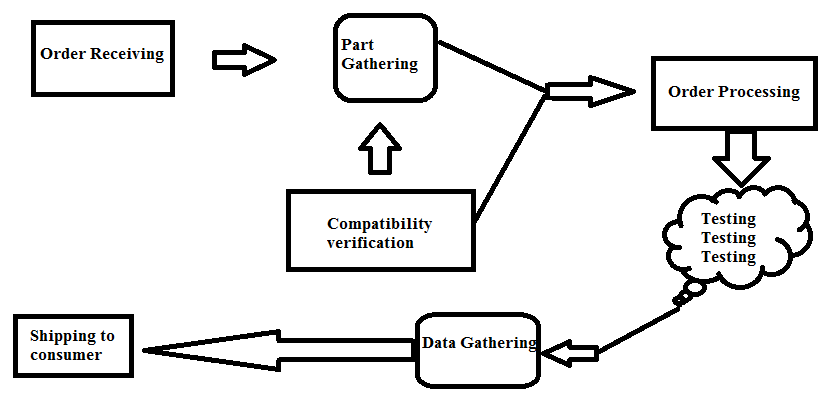 Order Receiving
Part
Gathering
Order Processing
Compatibility
verification
Testing
Testing
Testing
Data Gathering
Shipping to
consumer